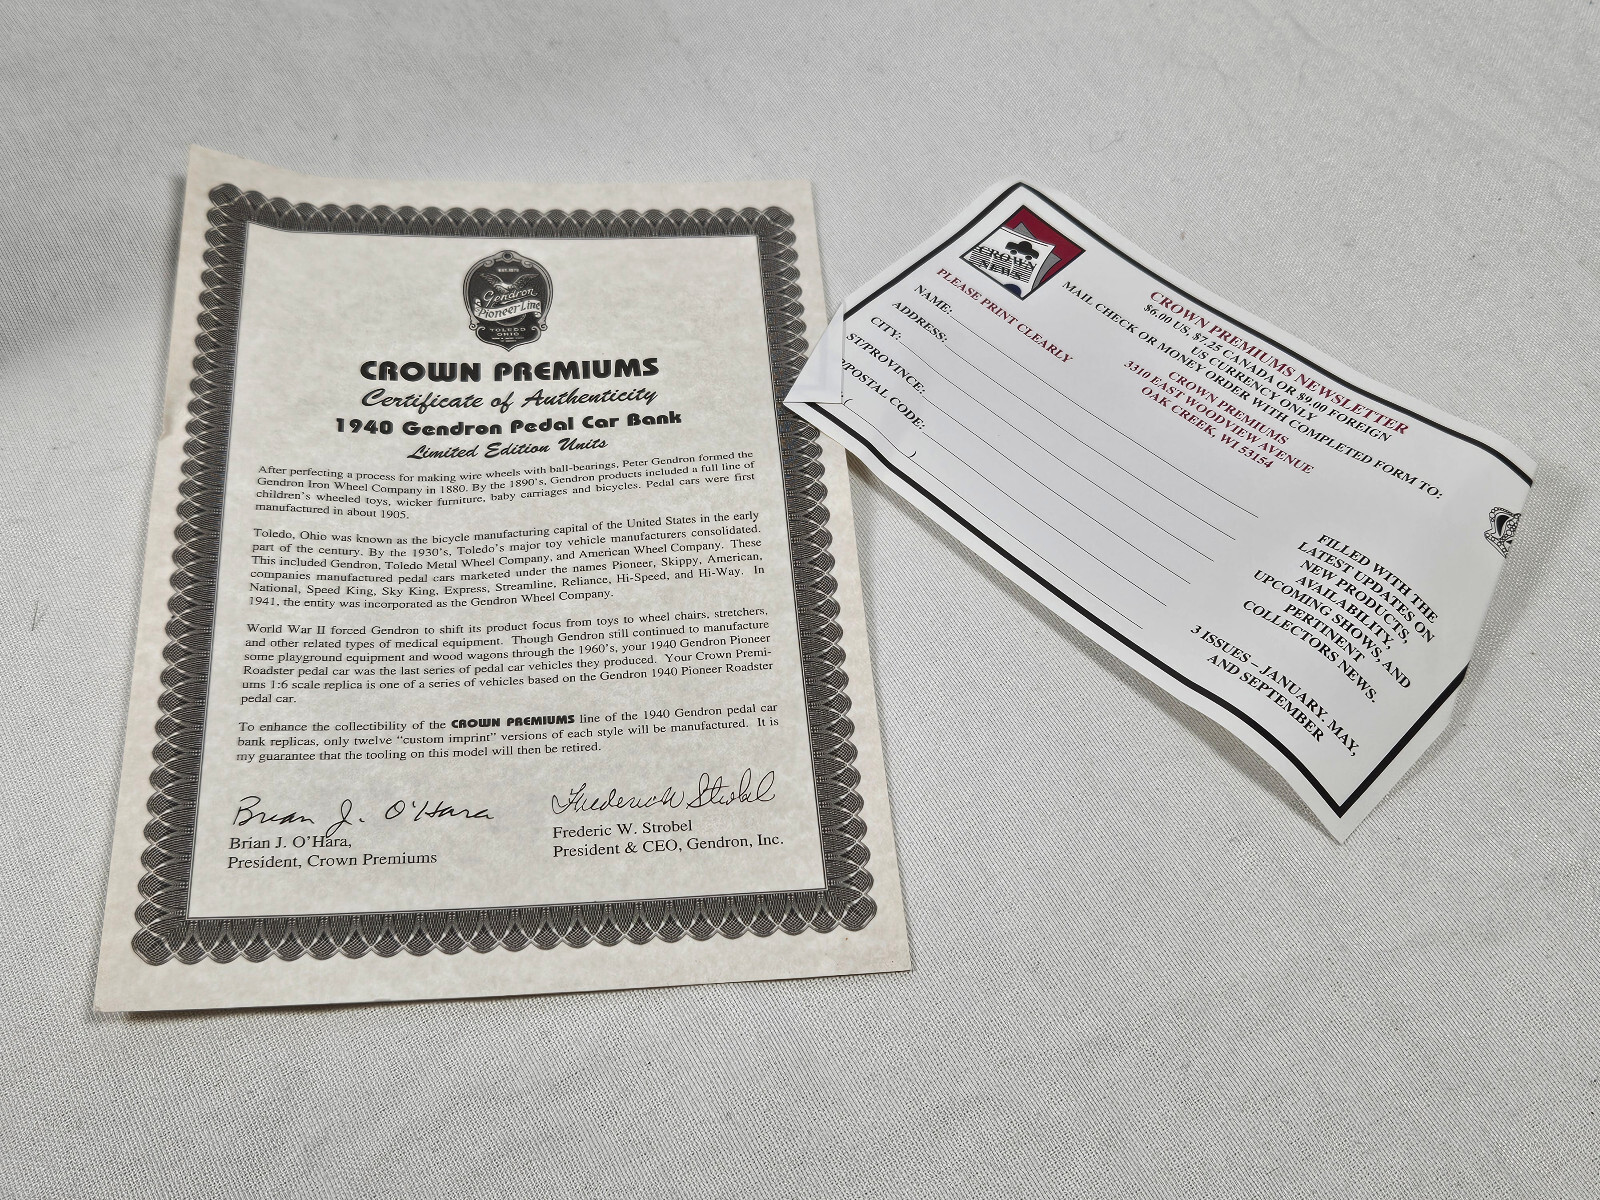 EST. 1872
Gendron
Pioneer Line
TOLEDO
OHIO
CROWN PREMIUMS
Certificate of Authenticity
1940 Gendron Pedal Car Bank
Limited Edition Units
After perfecting a process for making wire wheels with ball-bearings, Peter Gendron formed the
Gendron Iron Wheel Company in 1880. By the 1890's, Gendron products included a full line of
children's wheeled toys, wicker furniture, baby carriages and bicycles. Pedal cars were first
manufactured in about 1905.
Toledo, Ohio was known as the bicycle manufacturing capital of the United States in the early
part of the century. By the 1930's, Toledo's major toy vehicle manufacturers consolidated.
This included Gendron, Toledo Metal Wheel Company, and American Wheel Company. These
companies manufactured pedal cars marketed under the names Pioneer, Skippy, American,
National, Speed King, Sky King, Express, Streamline, Reliance, Hi-Speed, and Hi-Way. In
1941, the entity was incorporated as the Gendron Wheel Company.
World War II forced Gendron to shift its product focus from toys to wheel chairs, stretchers,
and other related types of medical equipment. Though Gendron still continued to manufacture
some playground equipment and wood wagons through the 1960's, your 1940 Gendron Pioneer
Roadster pedal car was the last series of pedal car vehicles they produced. Your Crown Premi-
ums 1:6 scale replica is one of a series of vehicles based on the Gendron 1940 Pioneer Roadster
pedal car.
To enhance the collectibility of the CROWN PREMIUMS line of the 1940 Gendron pedal car
bank replicas, only twelve "custom imprint" versions of each style will be manufactured. It is
my guarantee that the tooling on this model will then be retired.
Brian J. O'Hara
Brian J. O'Hara,
President, Crown Premiums
Frederic W Strobel
Frederic W. Strobel
President & CEO, Gendron, Inc.
CROWN
NEWS
CROWN PREMIUMS NEWSLETTER
$6.00 US, $7.25 CANADA OR $9.00 FOREIGN
US CURRENCY ONLY
MAIL CHECK OR MONEY ORDER WITH COMPLETED FORM TO:
CROWN PREMIUMS
3310 EAST WOODVIEW AVENUE
OAK CREEK, WI 53154
PLEASE PRINT CLEARLY
NAME:
ADDRESS:
CITY:
ST/PROVINCE:
/POSTAL CODE:
( )
FILLED WITH THE
LATEST UPDATES ON
NEW PRODUCTS,
AVAILABILITY,
UPCOMING SHOWS, AND
PERTINENT
COLLECTORS NEWS.
3 ISSUES – JANUARY, MAY,
AND SEPTEMBER